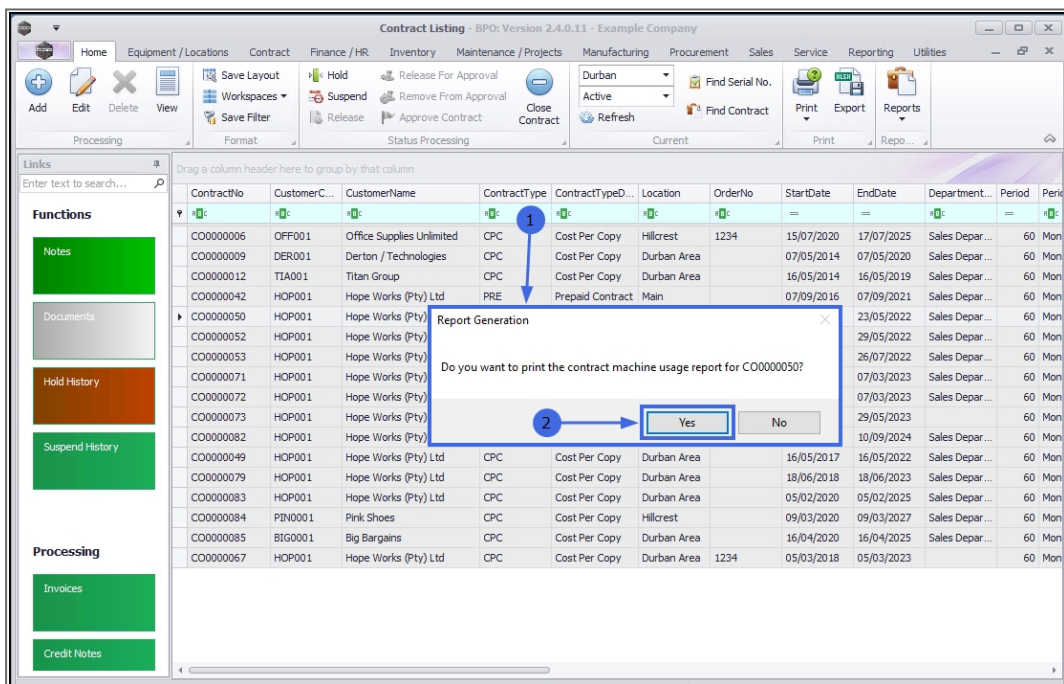 Contract Listing - BPO: Version 2.4.0.11 - Example Company
Home Equipment / Locations Contract Finance / HR Inventory Maintenance / Projects Manufacturing Procurement Sales Service Reporting Utilities
Add Edit Delete View
Processing
Save Layout
Workspaces
Save Filter
Format
Hold Release For Approval
Suspend Remove From Approval
Release Approve Contract
Close Contract
Status Processing
Durban
Active
Refresh
Find Serial No.
Find Contract
Current
Print Export Reports
Print Repo...
Links
Enter text to search...
Functions
Notes
Documents
Hold History
Suspend History
Processing
Invoices
Credit Notes
Drag a column header here to group by that column
ContractNo CustomerC... CustomerName ContractType ContractTypeD... Location OrderNo StartDate EndDate Department... Period Peri
CO0000006 OFF001 Office Supplies Unlimited CPC Cost Per Copy Hillcrest 1234 15/07/2020 17/07/2025 Sales Depar... 60 Mon
CO0000009 DER001 Derton / Technologies CPC Cost Per Copy Durban Area 07/05/2014 07/05/2020 Sales Depar... 60 Mon
CO0000012 TIA001 Titan Group CPC Cost Per Copy Durban Area 16/05/2014 16/05/2019 Sales Depar... 60 Mon
CO0000042 HOP001 Hope Works (Pty) Ltd PRE Prepaid Contract Main 07/09/2016 07/09/2021 Sales Depar... 60 Mon
CO0000050 HOP001 Hope Works (Pty) 23/05/2022 Sales Depar... 60 Mon
CO0000052 HOP001 Hope Works (Pty) 29/05/2022 Sales Depar... 60 Mon
CO0000053 HOP001 Hope Works (Pty) 26/07/2022 Sales Depar... 60 Mon
CO0000071 HOP001 Hope Works (Pty) 07/03/2023 Sales Depar... 60 Mon
CO0000072 HOP001 Hope Works (Pty) 07/03/2023 Sales Depar... 60 Mon
CO0000073 HOP001 Hope Works (Pty) 29/05/2023 60 Mon
CO0000082 HOP001 Hope Works (Pty) 10/09/2024 Sales Depar... 60 Mon
CO0000049 HOP001 Hope Works (Pty) Ltd CPC Cost Per Copy Durban Area 16/05/2017 16/05/2022 Sales Depar... 60 Mon
CO0000079 HOP001 Hope Works (Pty) Ltd CPC Cost Per Copy Durban Area 18/06/2018 18/06/2023 Sales Depar... 60 Mon
CO0000083 HOP001 Hope Works (Pty) Ltd CPC Cost Per Copy Durban Area 05/02/2020 05/02/2025 Sales Depar... 60 Mon
CO0000084 PIN0001 Pink Shoes CPC Cost Per Copy Hillcrest 09/03/2020 09/03/2027 Sales Depar... 60 Mon
CO0000085 BIG0001 Big Bargains CPC Cost Per Copy Durban Area 16/04/2020 16/04/2025 Sales Depar... 60 Mon
CO0000067 HOP001 Hope Works (Pty) Ltd CPC Cost Per Copy Durban Area 1234 05/03/2018 05/03/2023 60 Mon
1
Report Generation
Do you want to print the contract machine usage report for CO0000050?
2
Yes No